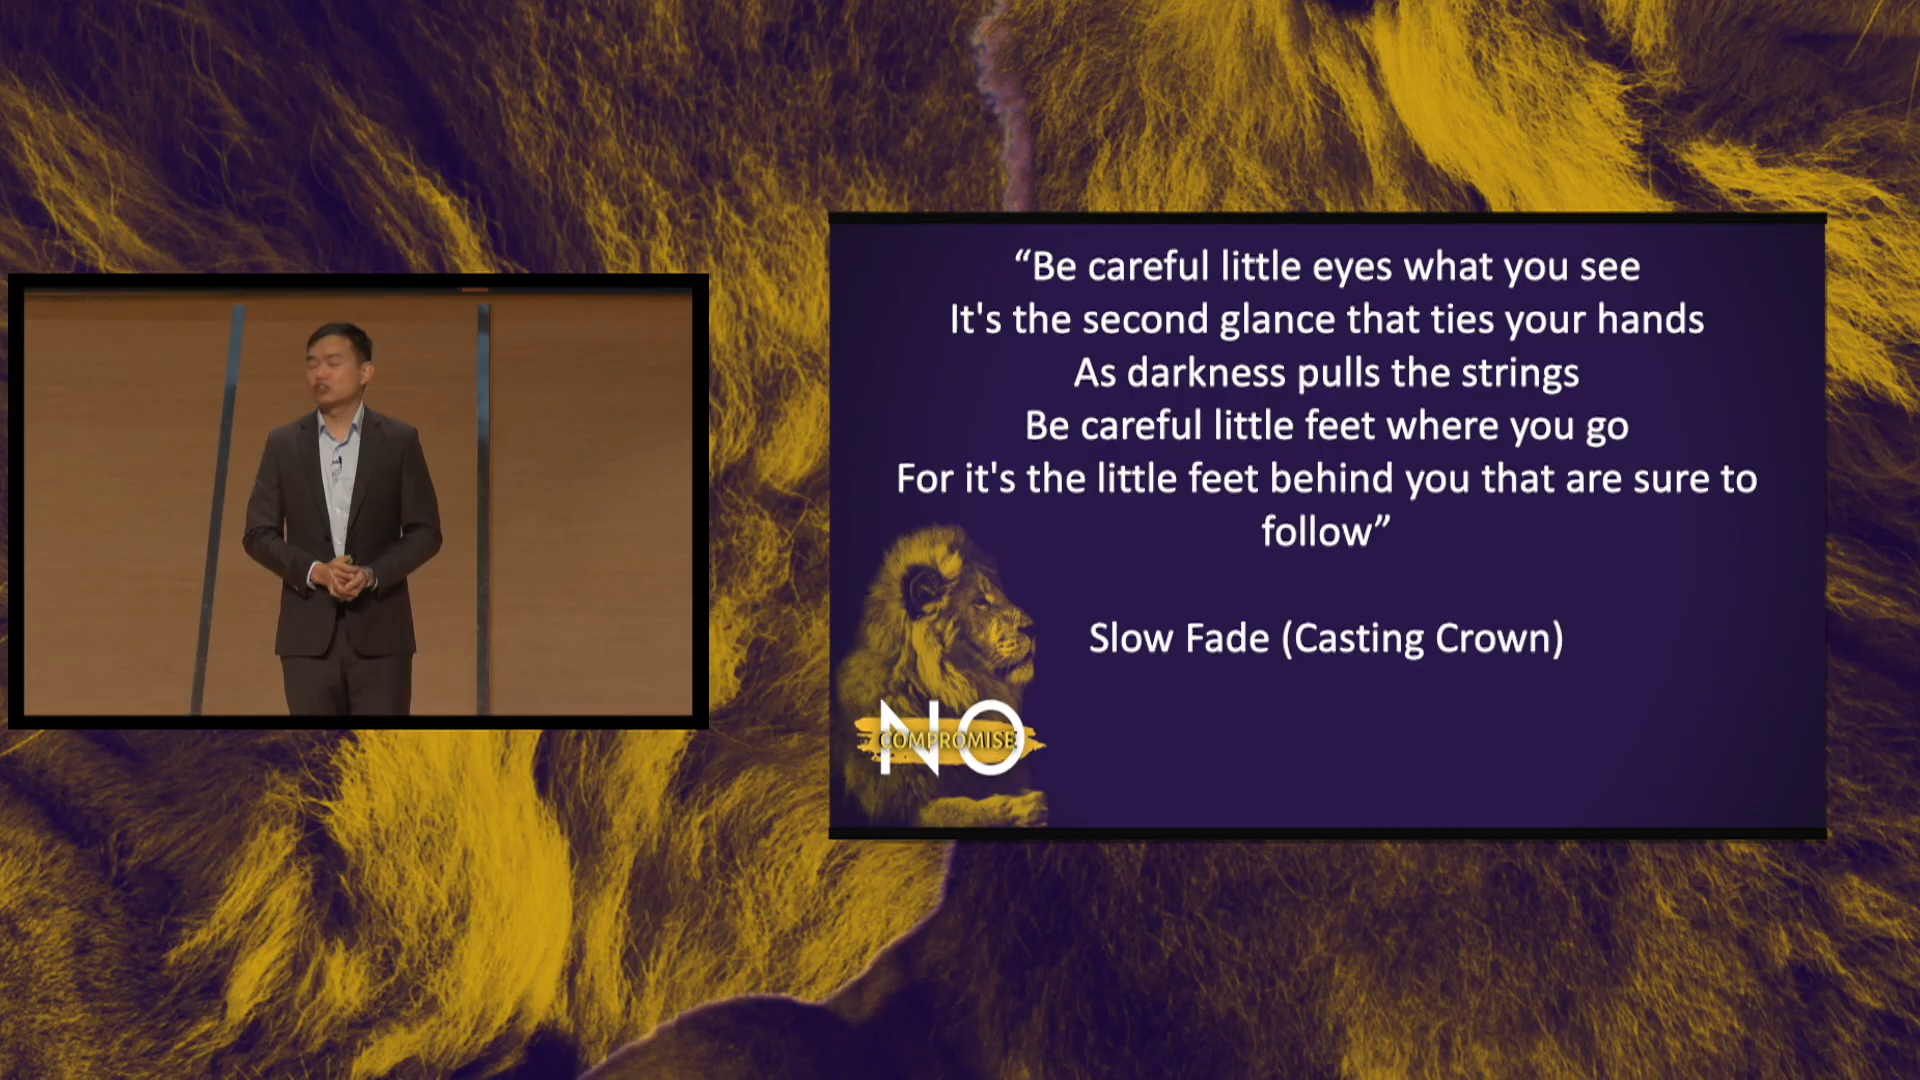 “Be careful little eyes what you see
It's the second glance that ties your hands
As darkness pulls the strings
Be careful little feet where you go
For it's the little feet behind you that are sure to
follow”
Slow Fade (Casting Crown)
NO
COMPROMISE